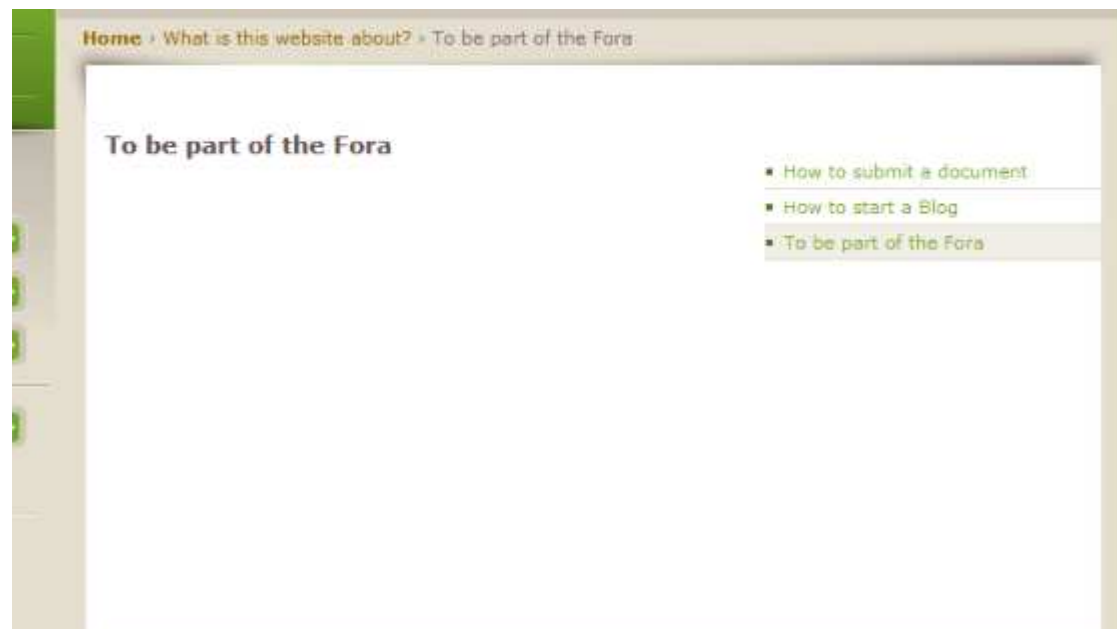 Home › What is this website about? › To be part of the Fora
To be part of the Fora
How to submit a document
How to start a Blog
To be part of the Fora